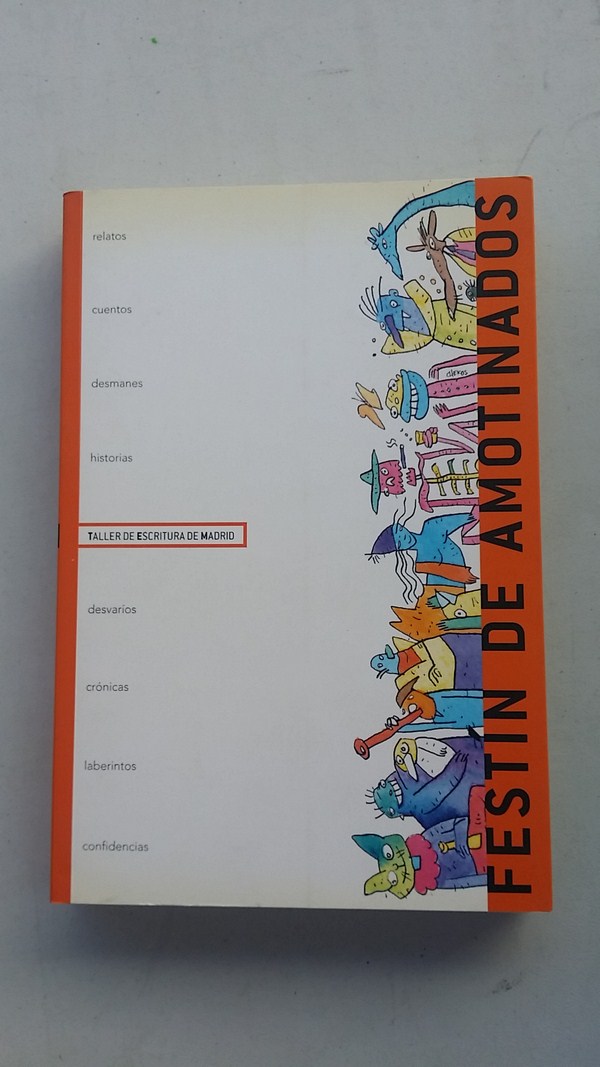 relatos
cuentos
desmanes
historias
TALLER DE ESCRITURA DE MADRID
desvaríos
crónicas
laberintos
confidencias
FESTIN DE AMOTINADOS